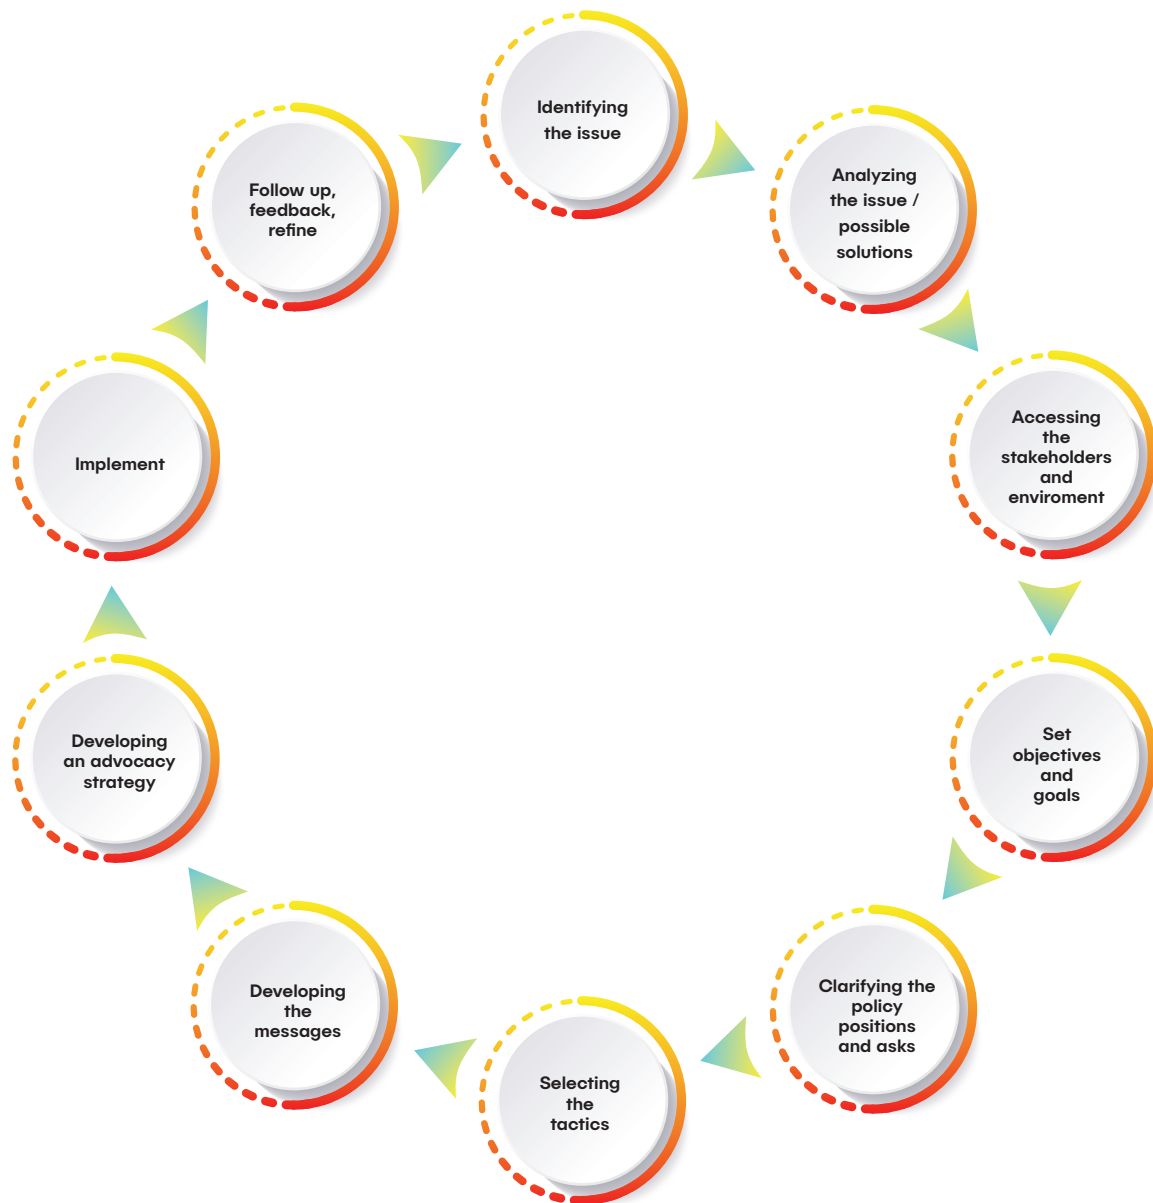 Identifying
the issue
Analyzing
the issue /
possible
solutions
Accessing
the
stakeholders
and
enviroment
Set
objectives
and
goals
Clarifying the
policy
positions
and asks
Selecting
the
tactics
Developing
the
messages
Developing
an advocacy
strategy
Implement
Follow up,
feedback,
refine